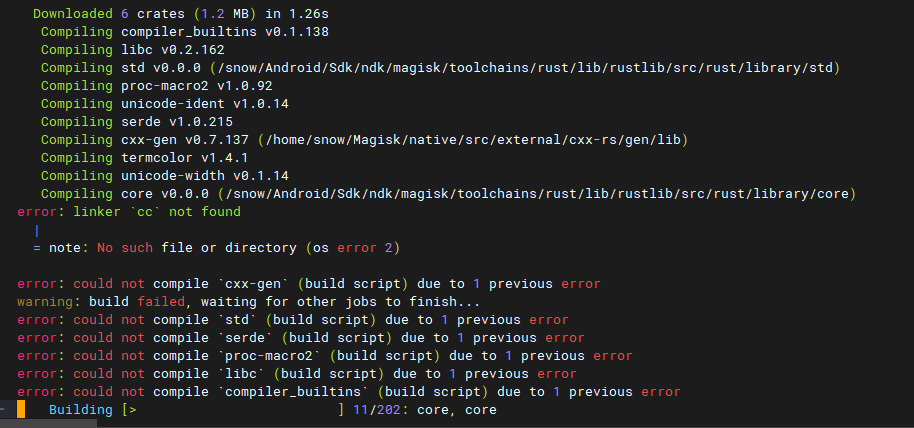 Downloaded 6 crates (1.2 MB) in 1.26s
Compiling compiler_builtins v0.1.138
Compiling libc v0.2.162
Compiling std v0.0.0 (/snow/Android/Sdk/ndk/magisk/toolchains/rust/lib/rustlib/src/rust/library/std)
Compiling proc-macro2 v1.0.92
Compiling unicode-ident v1.0.14
Compiling serde v1.0.215
Compiling cxx-gen v0.7.137 (/home/snow/Magisk/native/src/external/cxx-rs/gen/lib)
Compiling termcolor v1.4.1
Compiling unicode-width v0.1.14
Compiling core v0.0.0 (/snow/Android/Sdk/ndk/magisk/toolchains/rust/lib/rustlib/src/rust/library/core)
error: linker `cc` not found
|
= note: No such file or directory (os error 2)
error: could not compile `cxx-gen` (build script) due to 1 previous error
warning: build failed, waiting for other jobs to finish...
error: could not compile `std` (build script) due to 1 previous error
error: could not compile `serde` (build script) due to 1 previous error
error: could not compile `proc-macro2` (build script) due to 1 previous error
error: could not compile `libc` (build script) due to 1 previous error
error: could not compile `compiler_builtins` (build script) due to 1 previous error
Building [>                          ] 11/202: core, core